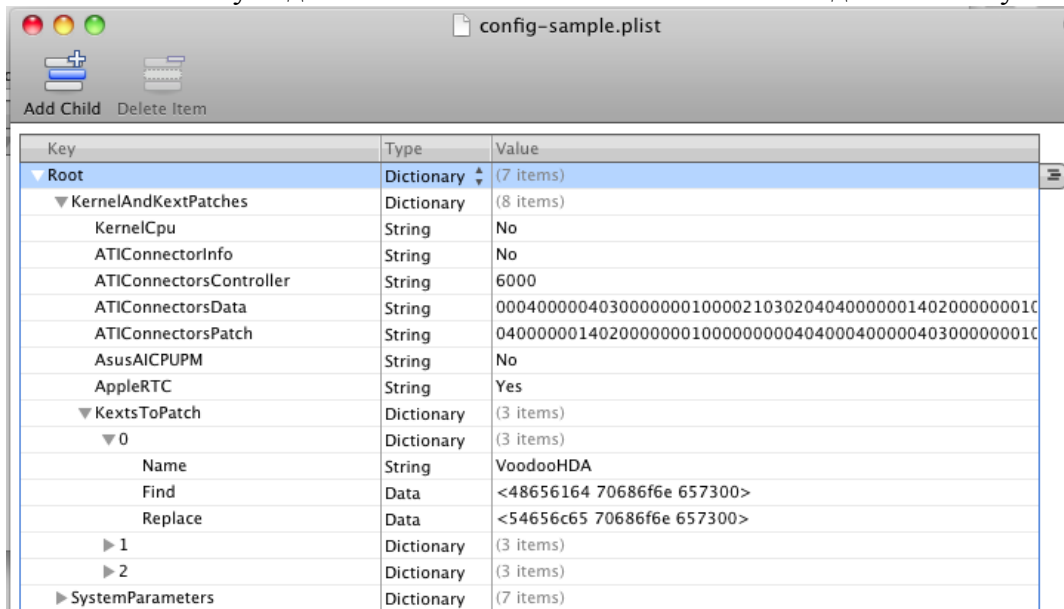 config-sample.plist
Add Child Delete Item
Key Type Value
Root Dictionary (7 items)
KernelAndKextPatches Dictionary (8 items)
KernelCpu String No
ATIConnectorInfo String No
ATIConnectorsController String 6000
ATIConnectorsData String 0004000004030000000100002103020404000000140200000010
ATIConnectorsPatch String 0400000014020000000100000000040400040000040300000010
AsusAICPUPM String No
AppleRTC String Yes
KextsToPatch Dictionary (3 items)
0 Dictionary (3 items)
Name String VoodooHDA
Find Data <48656164 70686f6e 657300>
Replace Data <54656c65 70686f6e 657300>
1 Dictionary (3 items)
2 Dictionary (3 items)
SystemParameters Dictionary (7 items)